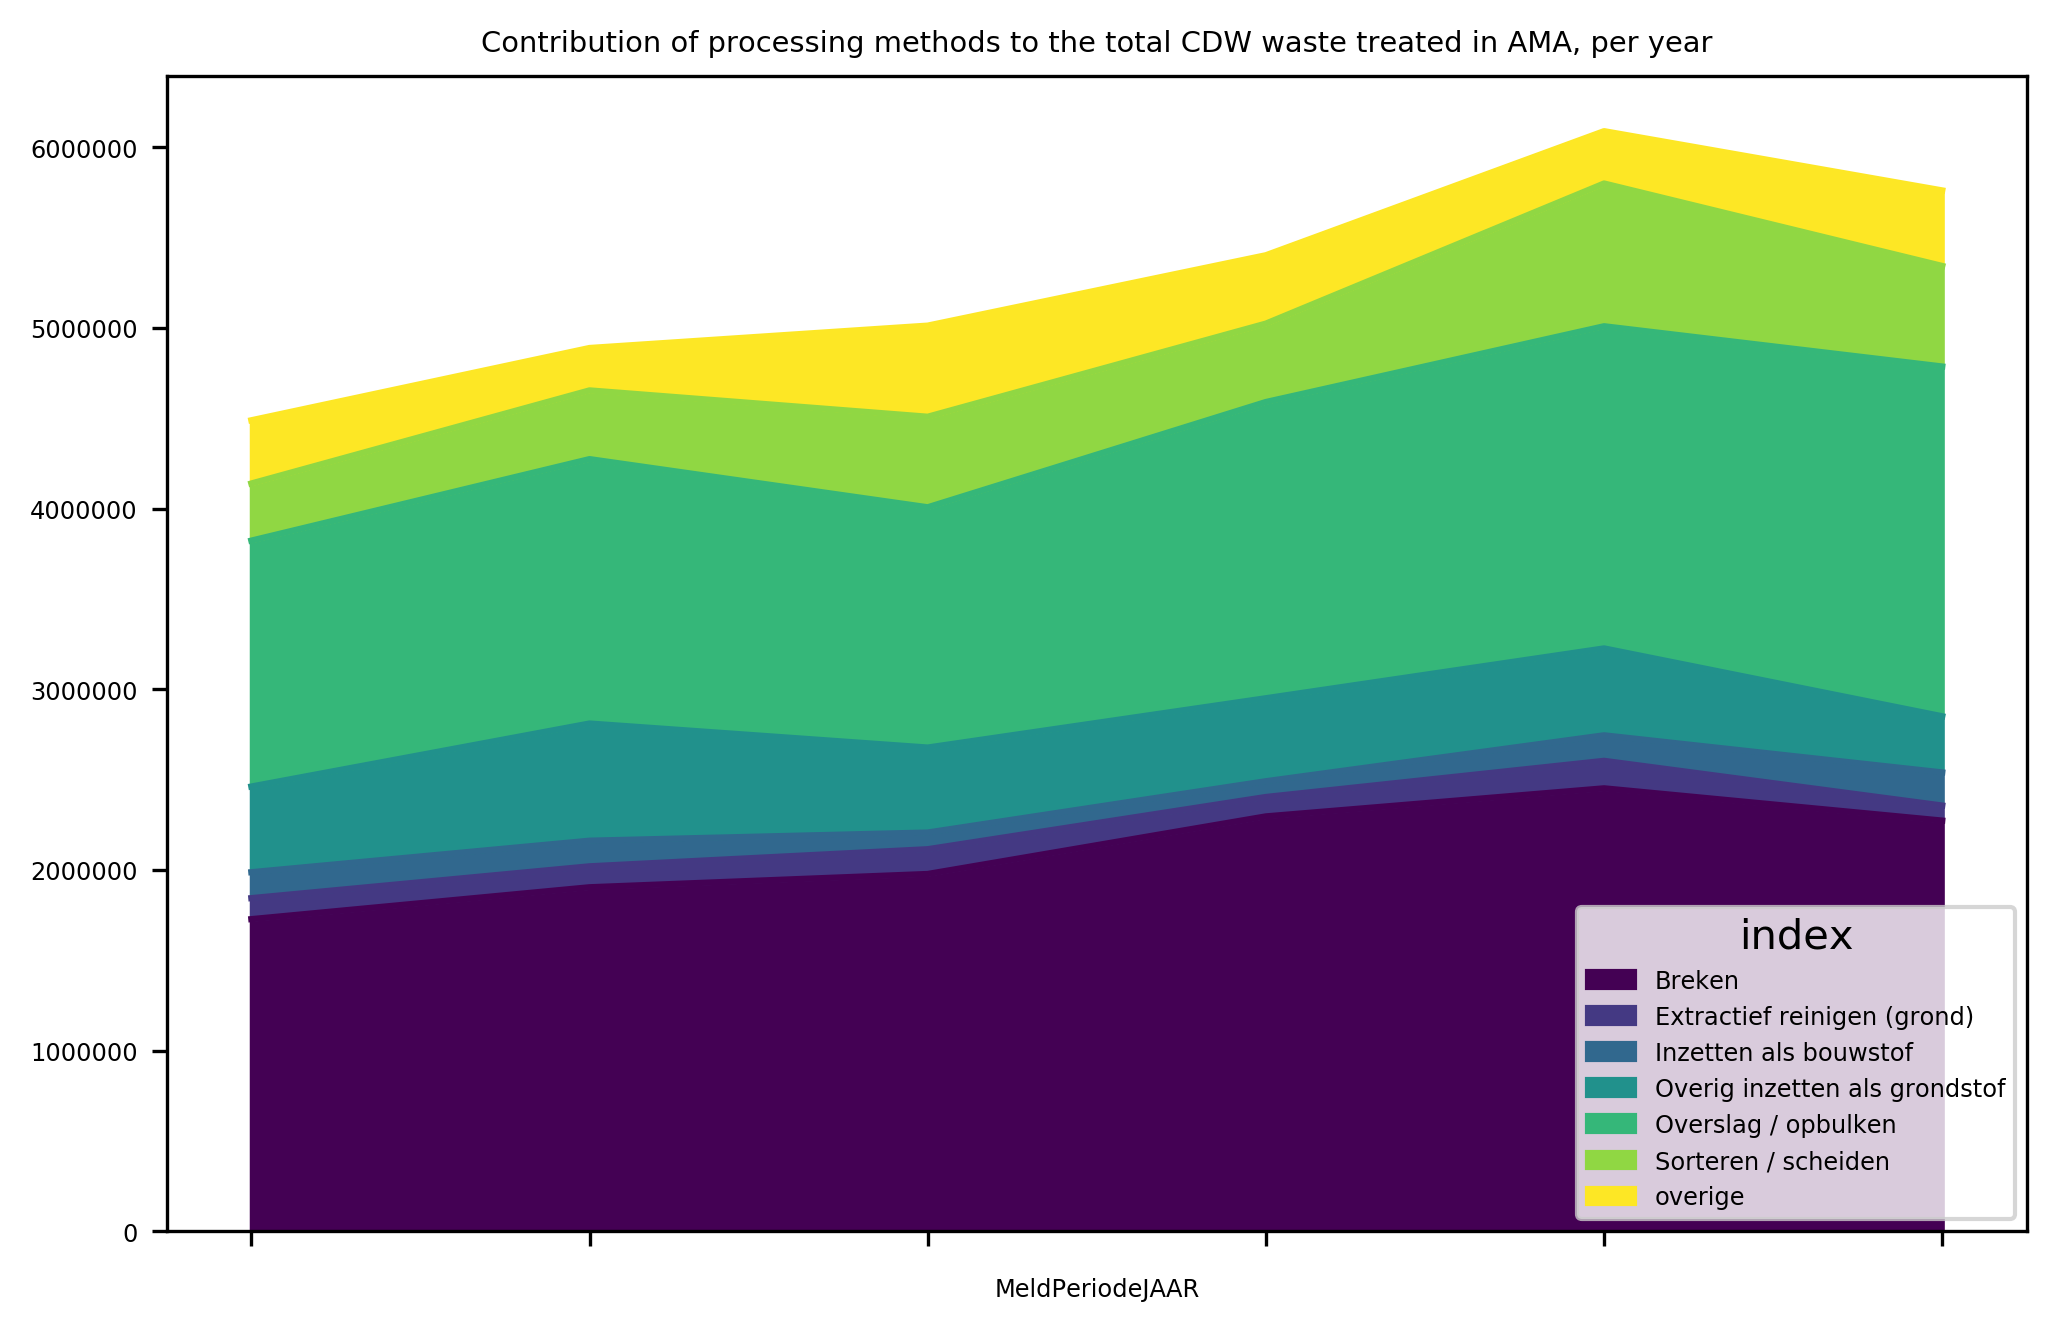 Contribution of processing methods to the total CDW waste treated in AMA, per year
6000000
5000000
4000000
3000000
2000000
1000000
0
index
Breken
Extractief reinigen (grond)
Inzetten als bouwstof
Overig inzetten als grondstof
Overslag / opbulken
Sorteren / scheiden
overige
MeldPeriodeJAAR